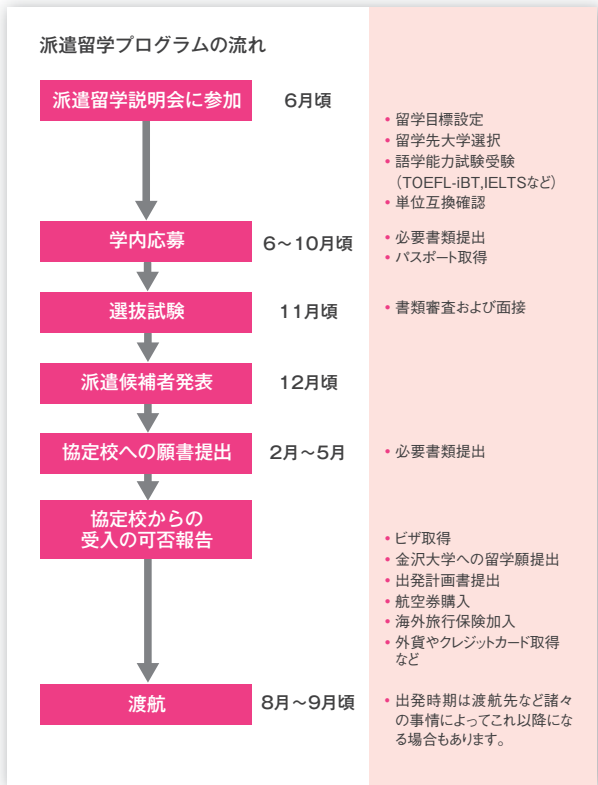 派遣留学プログラムの流れ
派遣留学説明会に参加
6月頃
• 留学目標設定
• 留学先大学選択
• 語学能力試験受験
（TOEFL-iBT,IELTSなど）
• 単位互換確認
学内応募
6〜10月頃
• 必要書類提出
• パスポート取得
選抜試験
11月頃
• 書類審査および面接
派遣候補者発表
12月頃
協定校への願書提出
2月〜5月
• 必要書類提出
協定校からの
受入の可否報告
• ビザ取得
• 金沢大学への留学願提出
• 出発計画書提出
• 航空券購入
• 海外旅行保険加入
• 外貨やクレジットカード取得
など
渡航
8月〜9月頃
• 出発時期は渡航先など諸々
の事情によってこれ以降にな
る場合もあります。